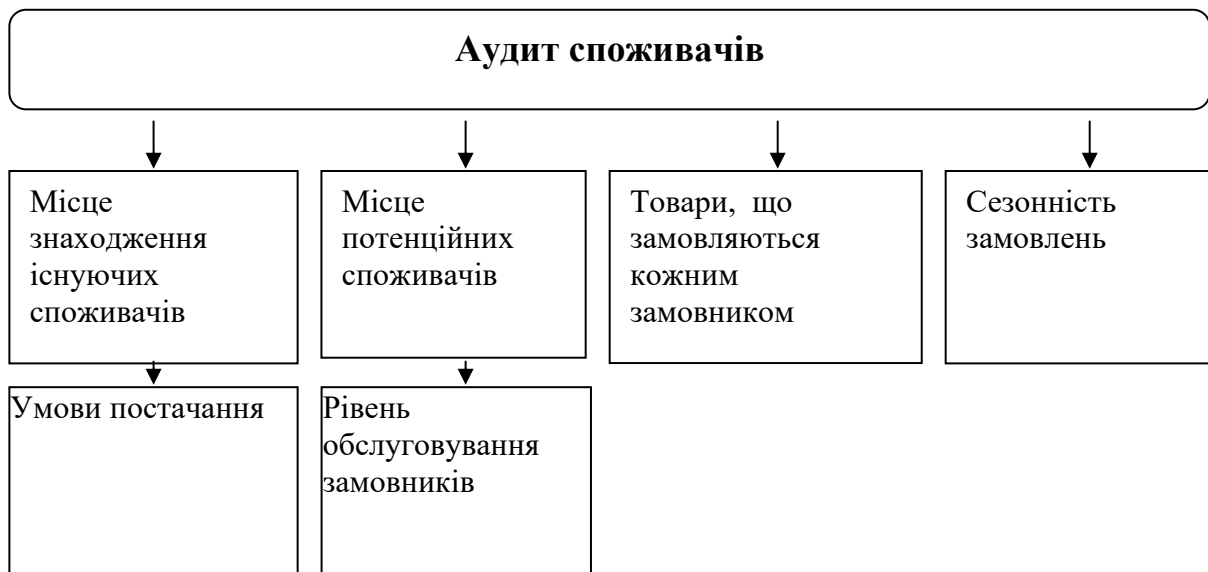 Аудит споживачів
Місце
знаходження
існуючих
споживачів
Місце
потенційних
споживачів
Товари, що
замовляються
кожним
замовником
Сезонність
замовлень
Умови постачання
Рівень
обслуговування
замовників